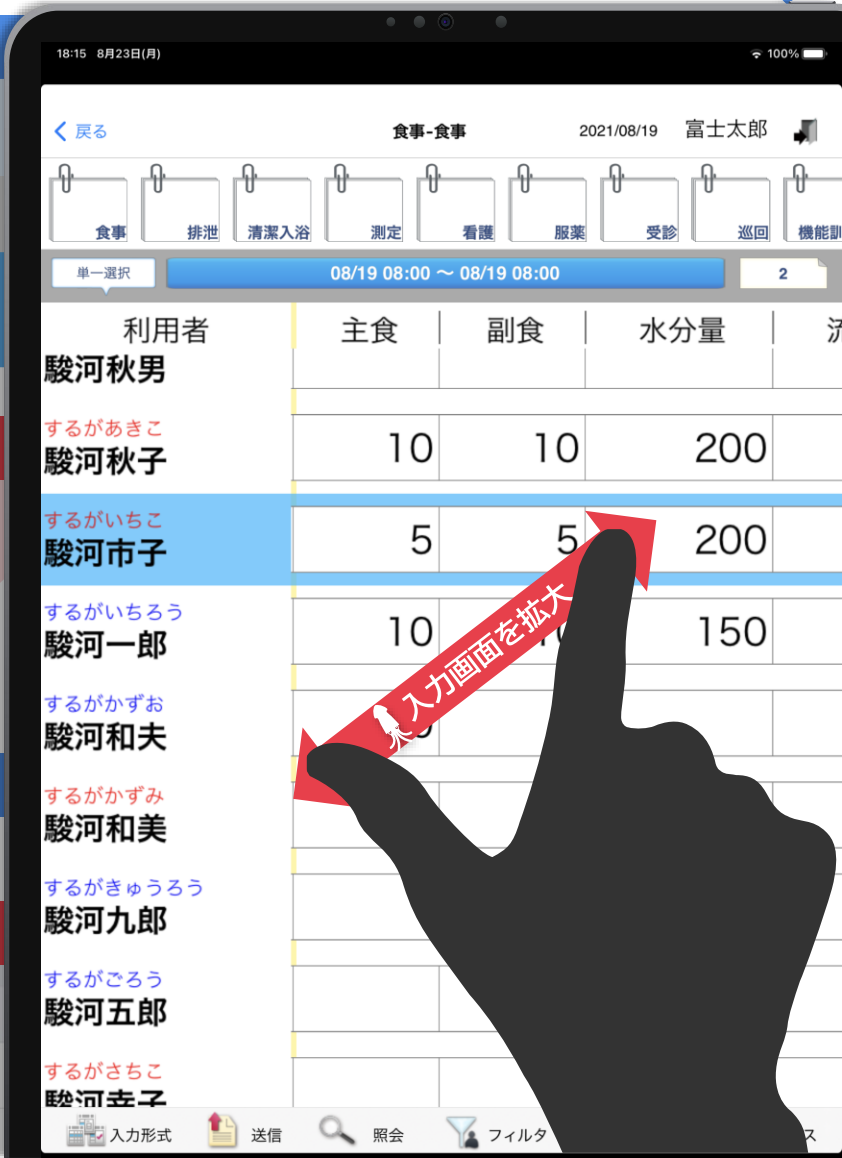 18:15 8月23日(月) 100%
戻る 食事-食事 2021/08/19 富士太郎
食事 排泄 清潔入浴 測定 看護 服薬 受診 巡回 機能訓
単一選択 08/19 08:00 ～ 08/19 08:00 2
利用者 主食 副食 水分量 流
駿河秋男
するがあきこ
駿河秋子 10 10 200
するがいちこ
駿河市子 5 5 200
するがいちろう
駿河一郎 10 150
入力画面を拡大
するがかずお
駿河和夫
するがかずみ
駿河和美
するがきゅうろう
駿河九郎
するがごろう
駿河五郎
するがさちこ
駿河幸子
入力形式 送信 照会 フィルタ ス